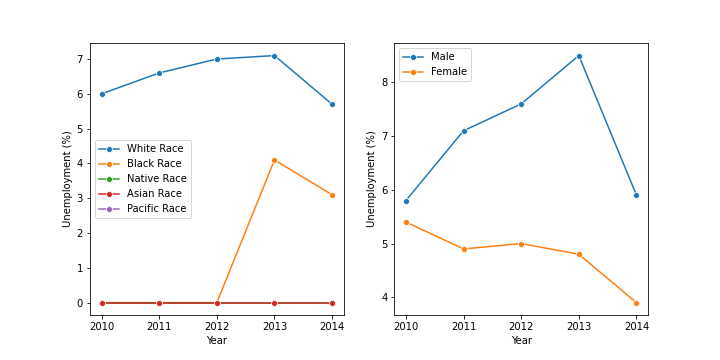 7
6
5
4
3
2
1
0
Unemployment (%)
White Race
Black Race
Native Race
Asian Race
Pacific Race
2010 2011 2012 2013 2014
Year
8
7
6
5
4
Unemployment (%)
Male
Female
2010 2011 2012 2013 2014
Year